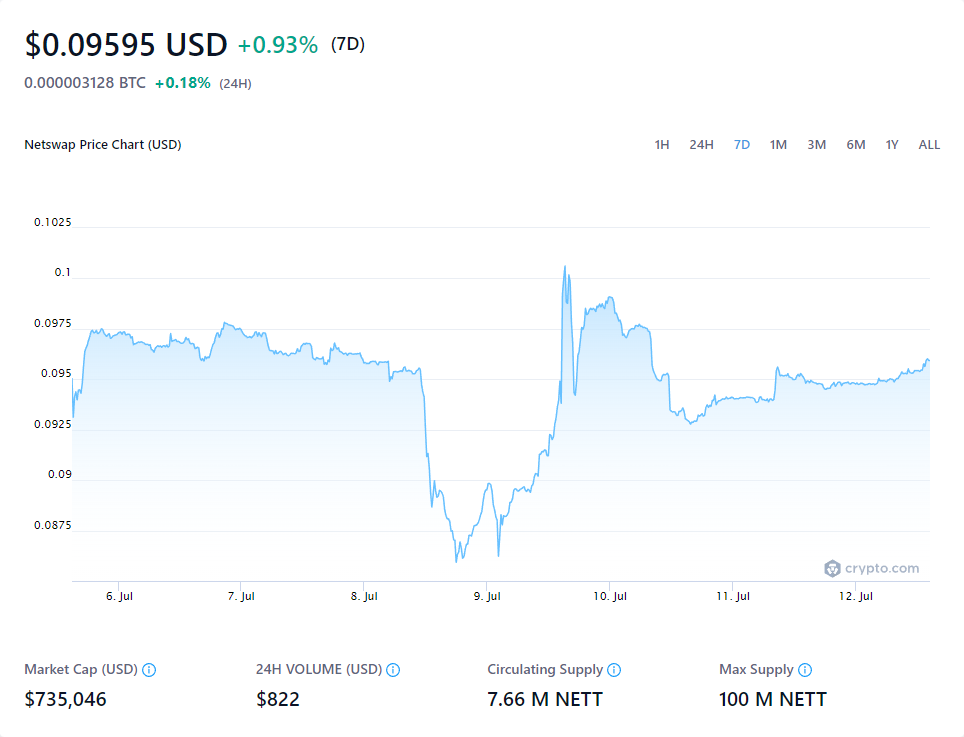 $0.09595 USD +0.93% (7D)
0.000003128 BTC +0.18% (24H)
Netswap Price Chart (USD)
1H 24H 7D 1M 3M 6M 1Y ALL
0.1025
0.1
0.0975
0.095
0.0925
0.09
0.0875
crypto.com
6. Jul 7. Jul 8. Jul 9. Jul 10. Jul 11. Jul 12. Jul
Market Cap (USD) 24H VOLUME (USD) Circulating Supply Max Supply
$735,046 $822 7.66 M NETT 100 M NETT